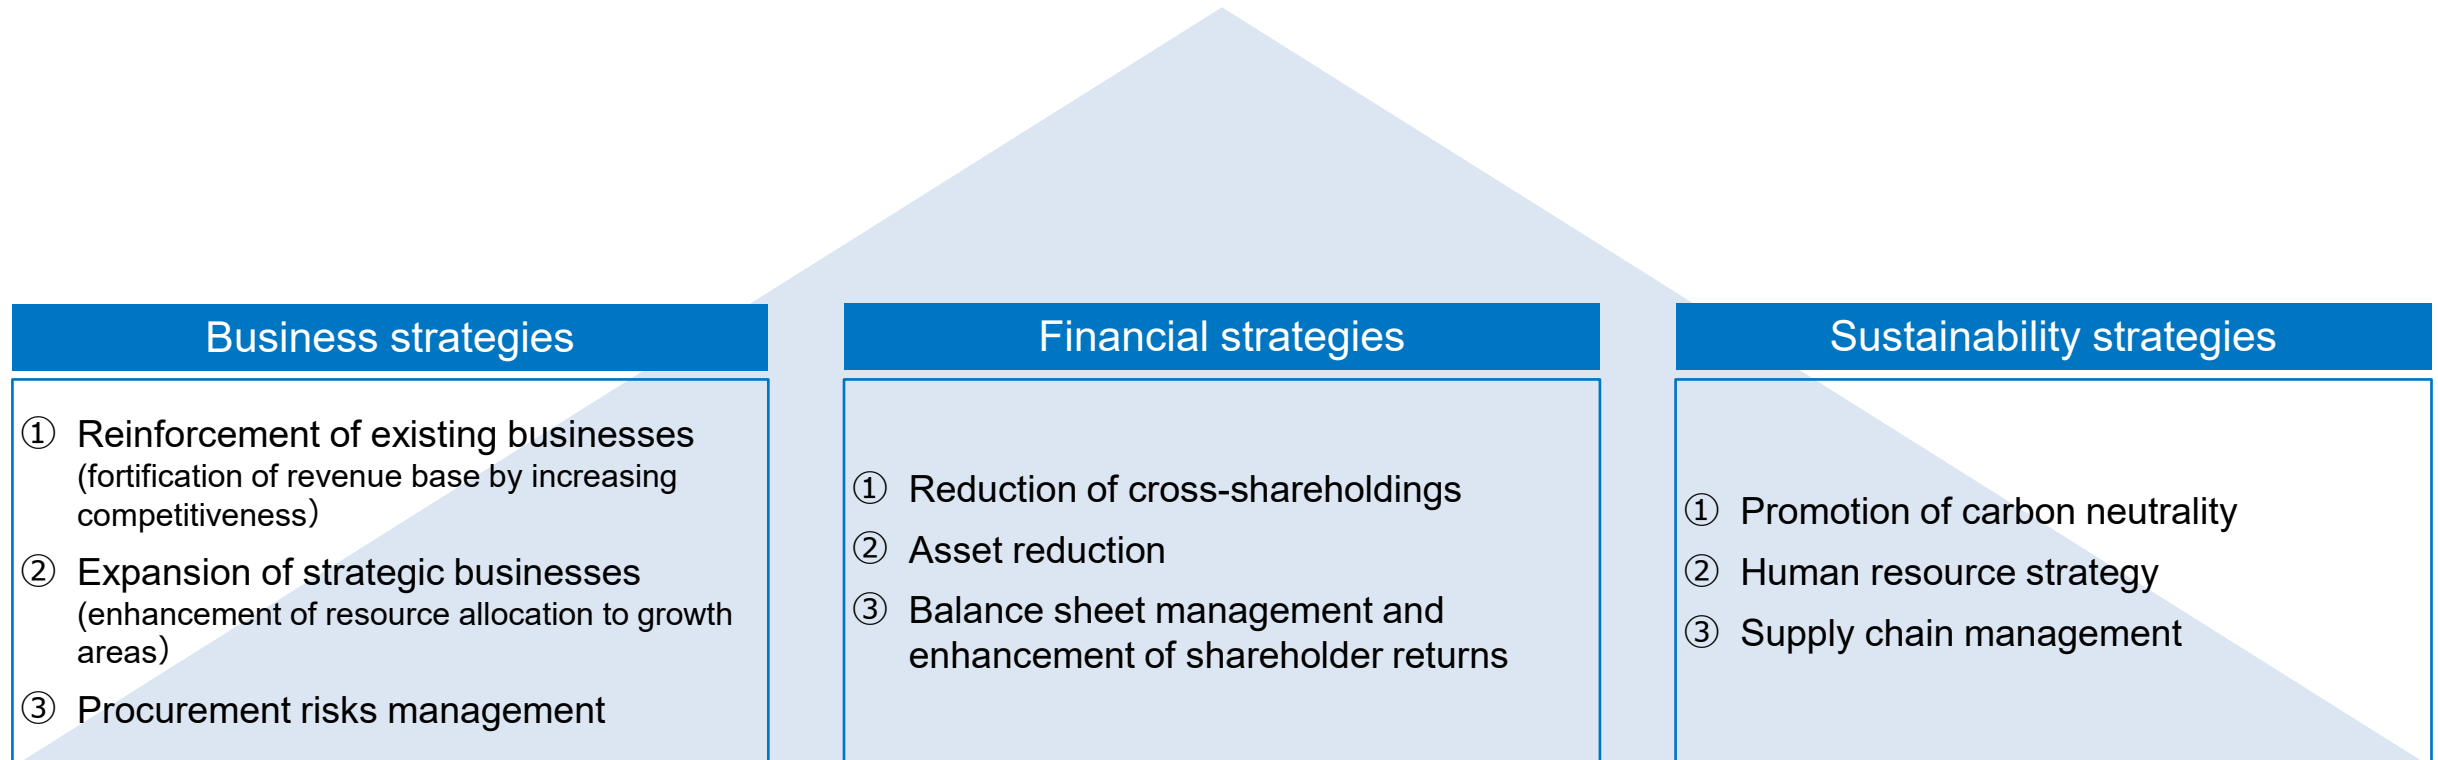 Business strategies
① Reinforcement of existing businesses
(fortification of revenue base by increasing
competitiveness）
② Expansion of strategic businesses
(enhancement of resource allocation to growth
areas）
③ Procurement risks management
Financial strategies
① Reduction of cross-shareholdings
② Asset reduction
③ Balance sheet management and
enhancement of shareholder returns
Sustainability strategies
① Promotion of carbon neutrality
② Human resource strategy
③ Supply chain management